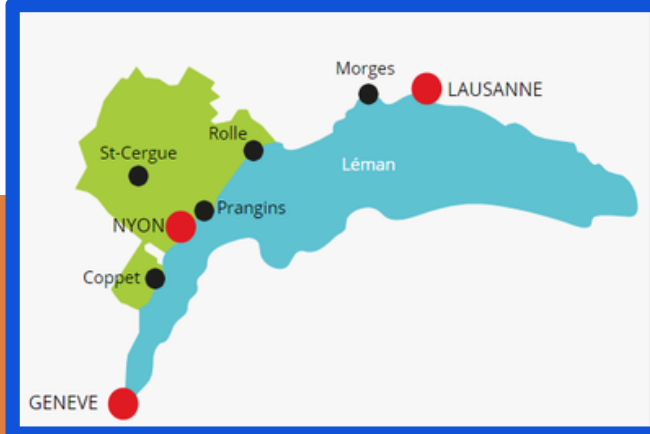 Morges
LAUSANNE
Rolle
St-Cergue
Léman
Prangins
NYON
Coppet
GENEVE